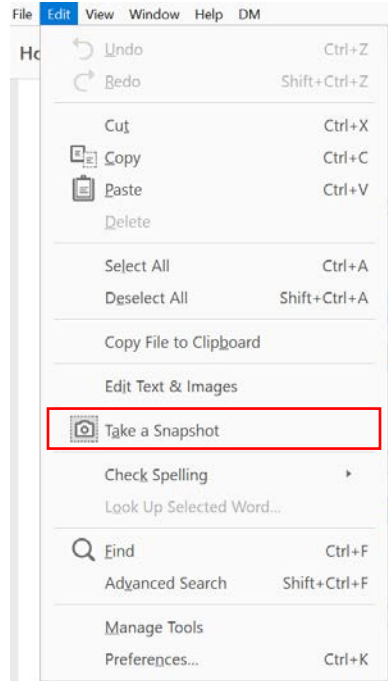 File Edit View Window Help DM
Ho
Undo Ctrl+Z
Redo Shift+Ctrl+Z
Cut Ctrl+X
Copy Ctrl+C
Paste Ctrl+V
Delete
Select All Ctrl+A
Deselect All Shift+Ctrl+A
Copy File to Clipboard
Edit Text & Images
Take a Snapshot
Check Spelling
Look Up Selected Word...
Find Ctrl+F
Advanced Search Shift+Ctrl+F
Manage Tools
Preferences... Ctrl+K